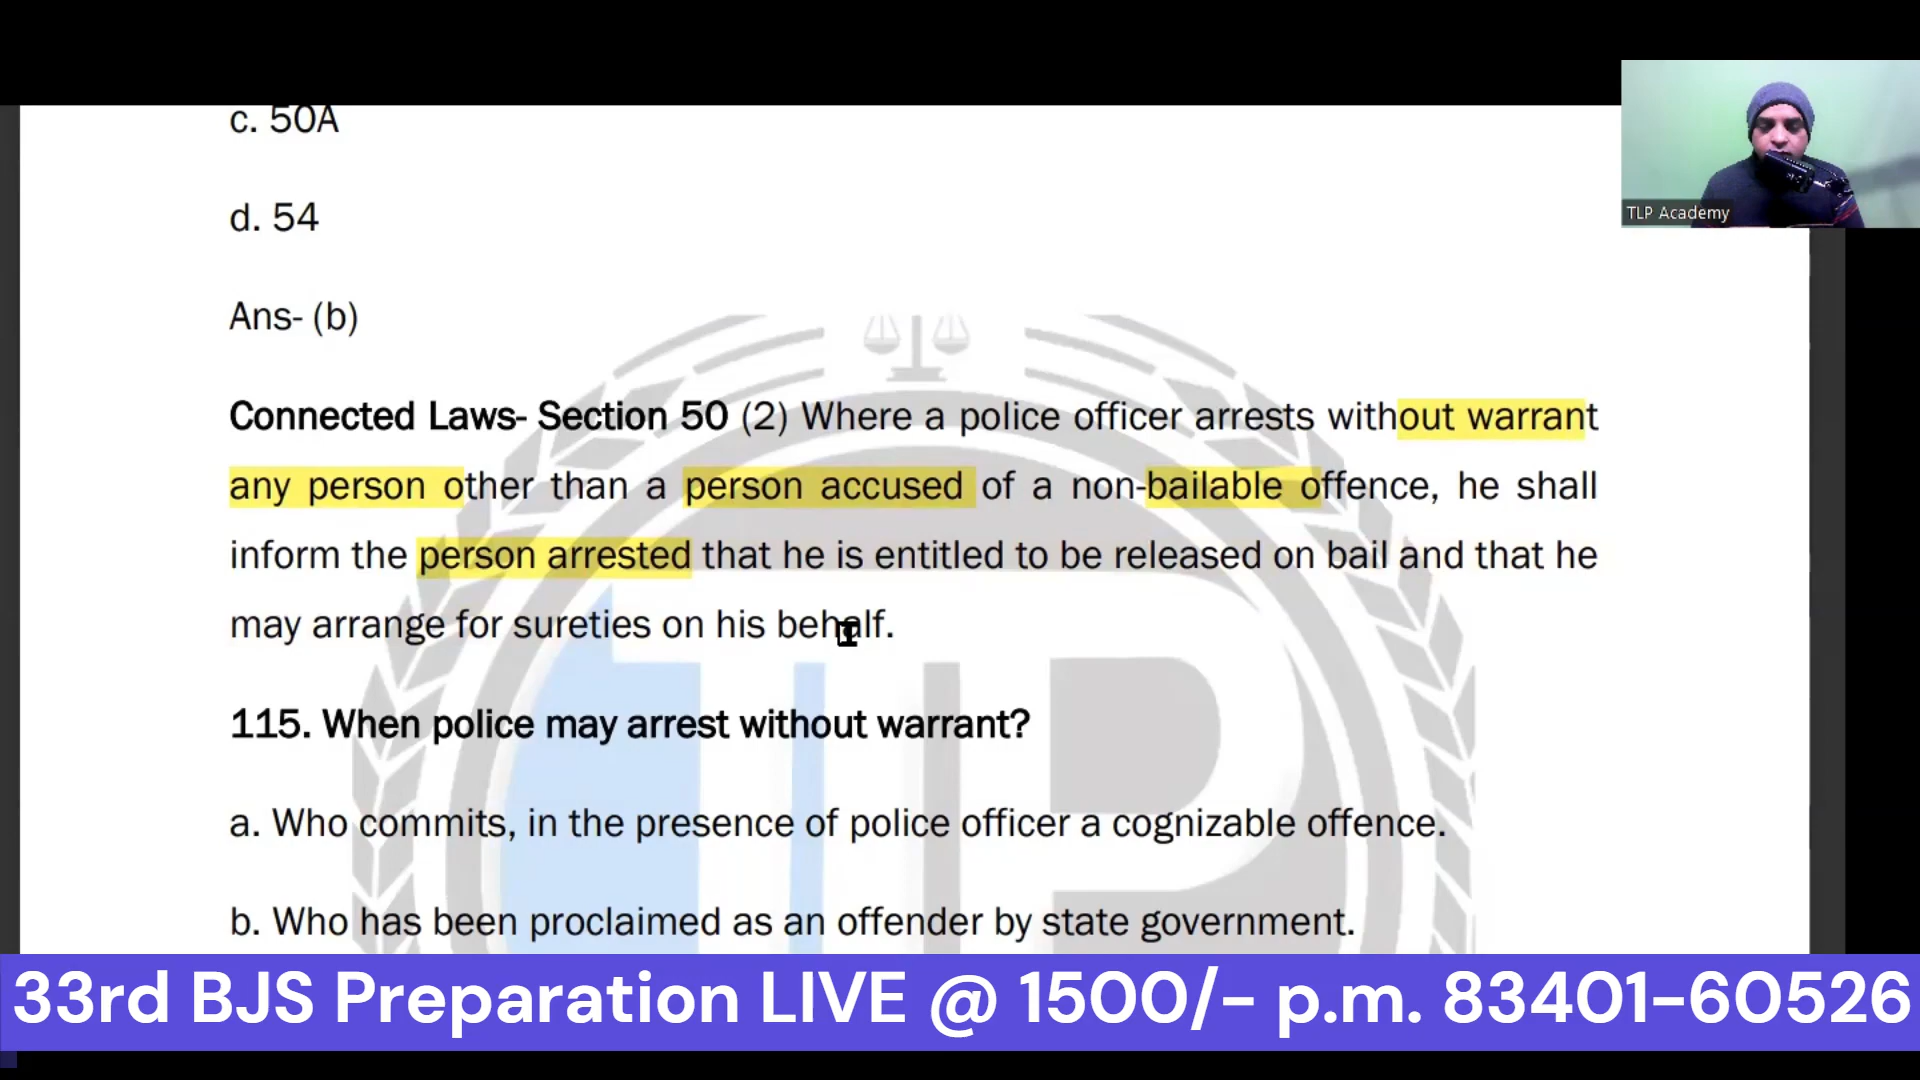 c. 50A
TLP Academy
d. 54
Ans- (b)
Connected Laws- Section 50 (2) Where a police officer arrests without warrant
any person other than a person accused of a non-bailable offence, he shall
inform the person arrested that he is entitled to be released on bail and that he
may arrange for sureties on his behalf.
115. When police may arrest without warrant?
a. Who commits, in the presence of police officer a cognizable offence.
b. Who has been proclaimed as an offender by state government.
33rd BJS Preparation LIVE @ 1500/- p.m. 83401-60526